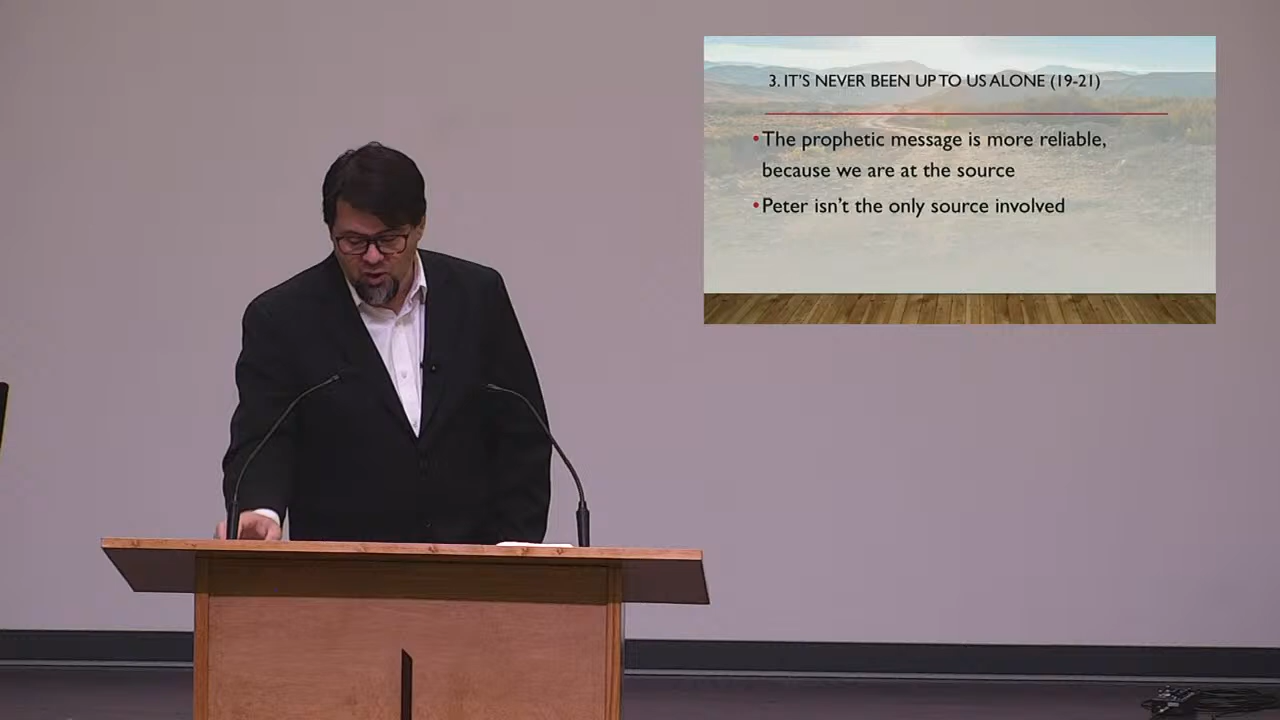 3. IT'S NEVER BEEN UP TO US ALONE (19-21)
•The prophetic message is more reliable,
because we are at the source
•Peter isn't the only source involved